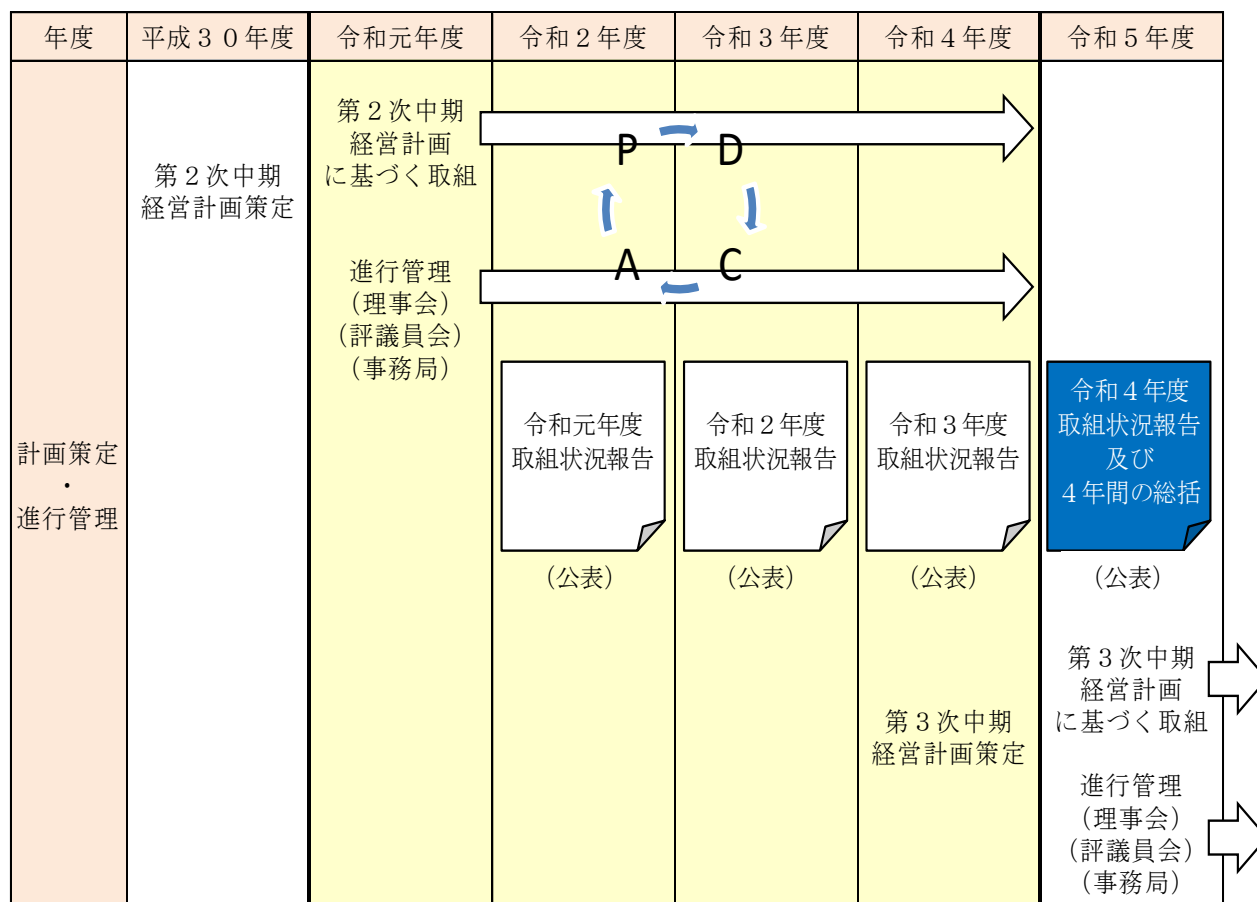 年度
平成３０年度
令和元年度
令和２年度
令和３年度
令和４年度
令和５年度
計画策定
・
進行管理
第２次中期
経営計画策定
第２次中期
経営計画
に基づく取組
進行管理
（理事会）
（評議員会）
（事務局）
P
D
A
C
令和元年度
取組状況報告
（公表）
令和２年度
取組状況報告
（公表）
令和３年度
取組状況報告
（公表）
第３次中期
経営計画策定
令和４年度
取組状況報告
及び
４年間の総括
（公表）
第３次中期
経営計画
に基づく取組
進行管理
（理事会）
（評議員会）
（事務局）